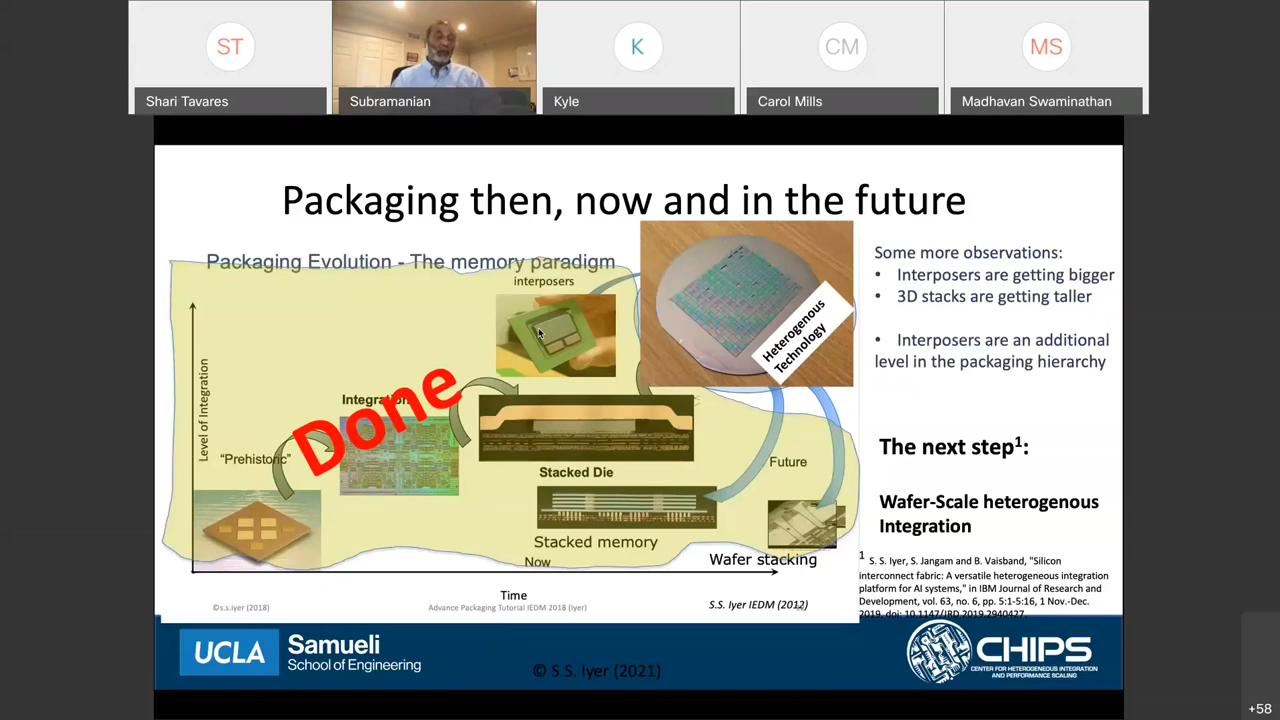 ST
K
CM
MS
Shari Tavares
Subramanian
Kyle
Carol Mills
Madhavan Swaminathan
Packaging then, now and in the future
Packaging Evolution - The memory paradigm
interposers
Heterogenous
Technology
Level of Integration
Integration
Done
"Prehistoric"
Stacked Die
Stacked memory
Now
Future
Wafer stacking
Time
©s.s.iyer (2018)
Advance Packaging Tutorial IEDM 2018 (Iyer)
S.S. Iyer IEDM (2012)
Some more observations:
• Interposers are getting bigger
• 3D stacks are getting taller
• Interposers are an additional
level in the packaging hierarchy
The next step1:
Wafer-Scale heterogenous
Integration
1 S. S. Iyer, S. Jangam and B. Vaisband, "Silicon
interconnect fabric: A versatile heterogeneous integration
platform for AI systems," in IBM Journal of Research and
Development, vol. 63, no. 6, pp. 5:1-5:16, 1 Nov.-Dec.
2019, doi: 10.1147/JRD.2019.2940427.
UCLA
Samueli
School of Engineering
© S.S. Iyer (2021)
CHIPS
CENTER FOR HETEROGENEOUS INTEGRATION
AND PERFORMANCE SCALING
+58